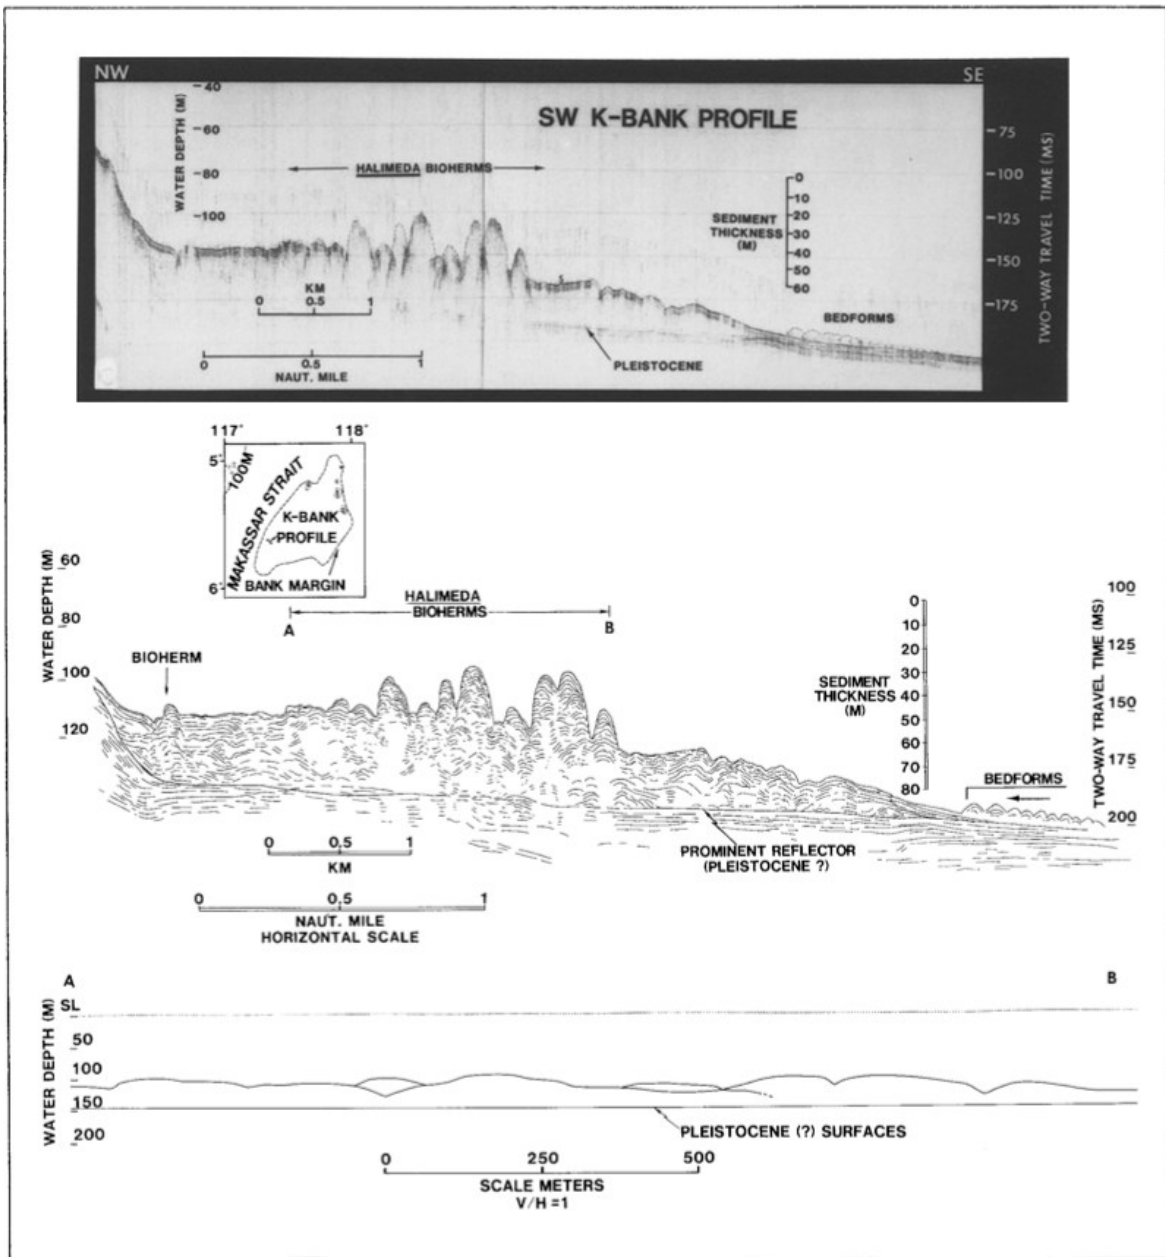 NW
SE
SW K-BANK PROFILE
WATER DEPTH (M)
40
60
80
100
HALIMEDA BIOHERMS
SEDIMENT
THICKNESS
(M)
0
10
20
30
40
50
60
75
100
125
150
175
TWO-WAY TRAVEL TIME (MS)
KM
0 0.5 1
0 0.5 1
NAUT. MILE
S
BEDFORMS
PLEISTOCENE
117° 118°
5°
6°
100M
MAKASSAR STRAIT
K-BANK
PROFILE
BANK MARGIN
WATER DEPTH (M)
60
80
100
120
HALIMEDA
BIOHERMS
A B
BIOHERM
SEDIMENT
THICKNESS
(M)
0
10
20
30
40
50
60
70
80
100
125
150
175
200
TWO-WAY TRAVEL TIME (MS)
BEDFORMS
PROMINENT REFLECTOR
(PLEISTOCENE ?)
0 0,5 1
KM
0 0,5 1
NAUT. MILE
HORIZONTAL SCALE
A B
WATER DEPTH (M)
SL
50
100
150
200
PLEISTOCENE (?) SURFACES
0 250 500
SCALE METERS
V/H =1